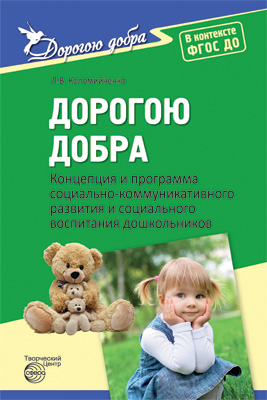 Дорогою добра
В контексте
ФГОС ДО
Л.В. Коломийченко
ДОРОГОЮ
ДОБРА
Концепция и программа
социально-коммуникативного
развития и социального
воспитания дошкольников
Творческий
Центр
сфера